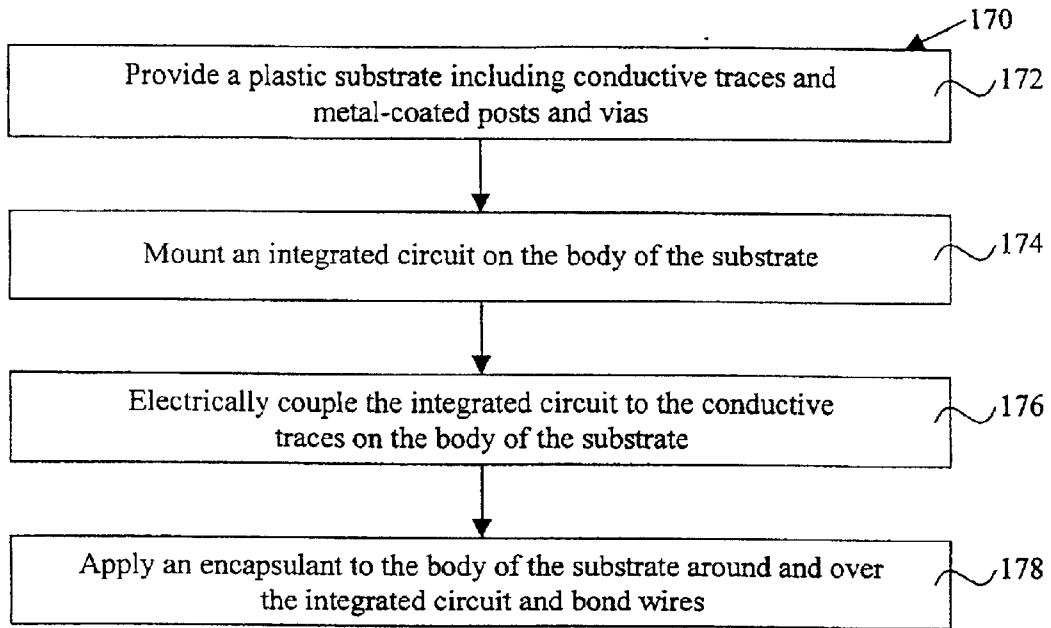 170
Provide a plastic substrate including conductive traces and
metal-coated posts and vias
172
Mount an integrated circuit on the body of the substrate
174
Electrically couple the integrated circuit to the conductive
traces on the body of the substrate
176
Apply an encapsulant to the body of the substrate around and over
the integrated circuit and bond wires
178